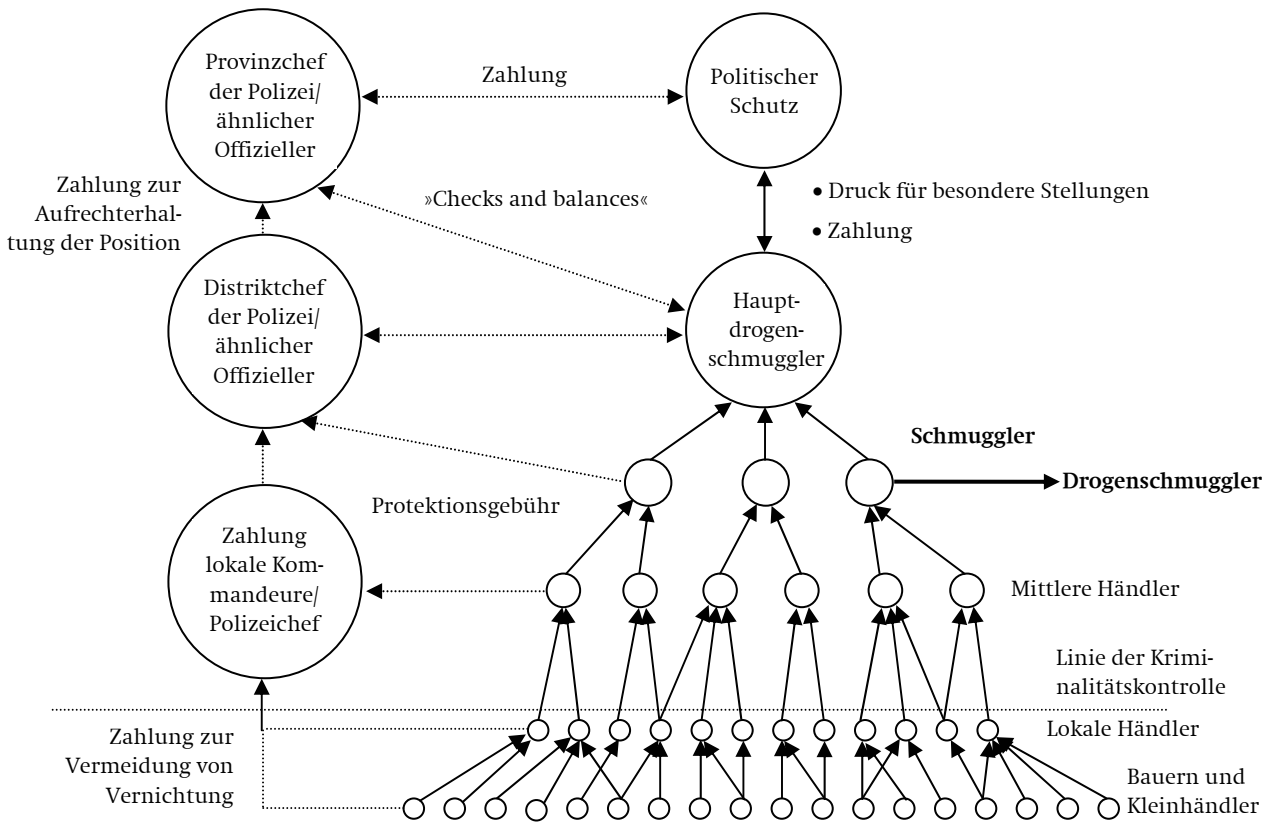 Provinzchef
der Polizei/
ähnlicher
Offizieller
Zahlung
Politischer
Schutz
Zahlung zur
Aufrechterhal-
tung der Position
»Checks and balances«
• Druck für besondere Stellungen
• Zahlung
Distriktchef
der Polizei/
ähnlicher
Offizieller
Haupt-
drogen-
schmuggler
Schmuggler
Drogenschmuggler
Protektionsgebühr
Zahlung
lokale Kom-
mandeure/
Polizeichef
Mittlere Händler
Linie der Krimi-
nalitätskontrolle
Lokale Händler
Zahlung zur
Vermeidung von
Vernichtung
Bauern und
Kleinhändler